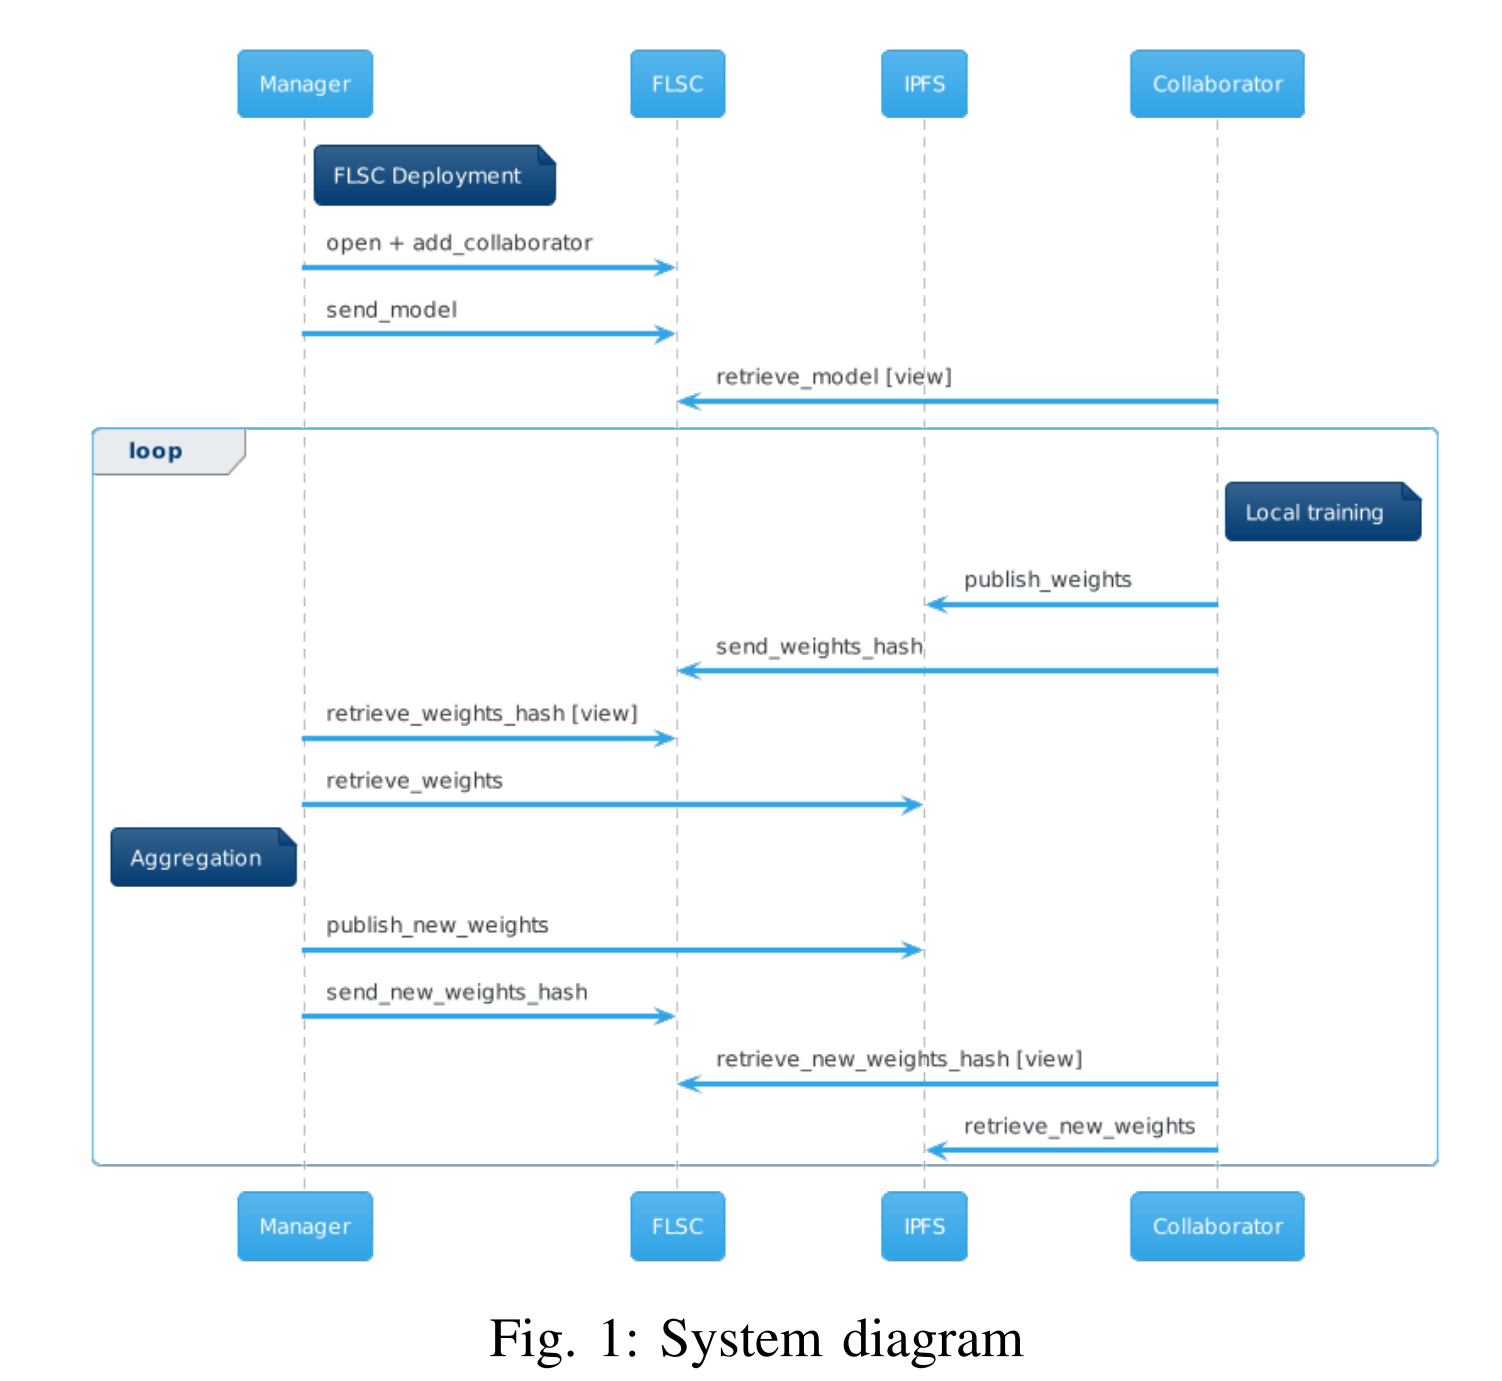 Manager
FLSC
IPFS
Collaborator
FLSC Deployment
open + add_collaborator
send_model
retrieve_model [view]
loop
Local training
publish_weights
send_weights_hash
retrieve_weights_hash [view]
retrieve_weights
Aggregation
publish_new_weights
send_new_weights_hash
retrieve_new_weights_hash [view]
retrieve_new_weights
Manager
FLSC
IPFS
Collaborator
Fig. 1: System diagram